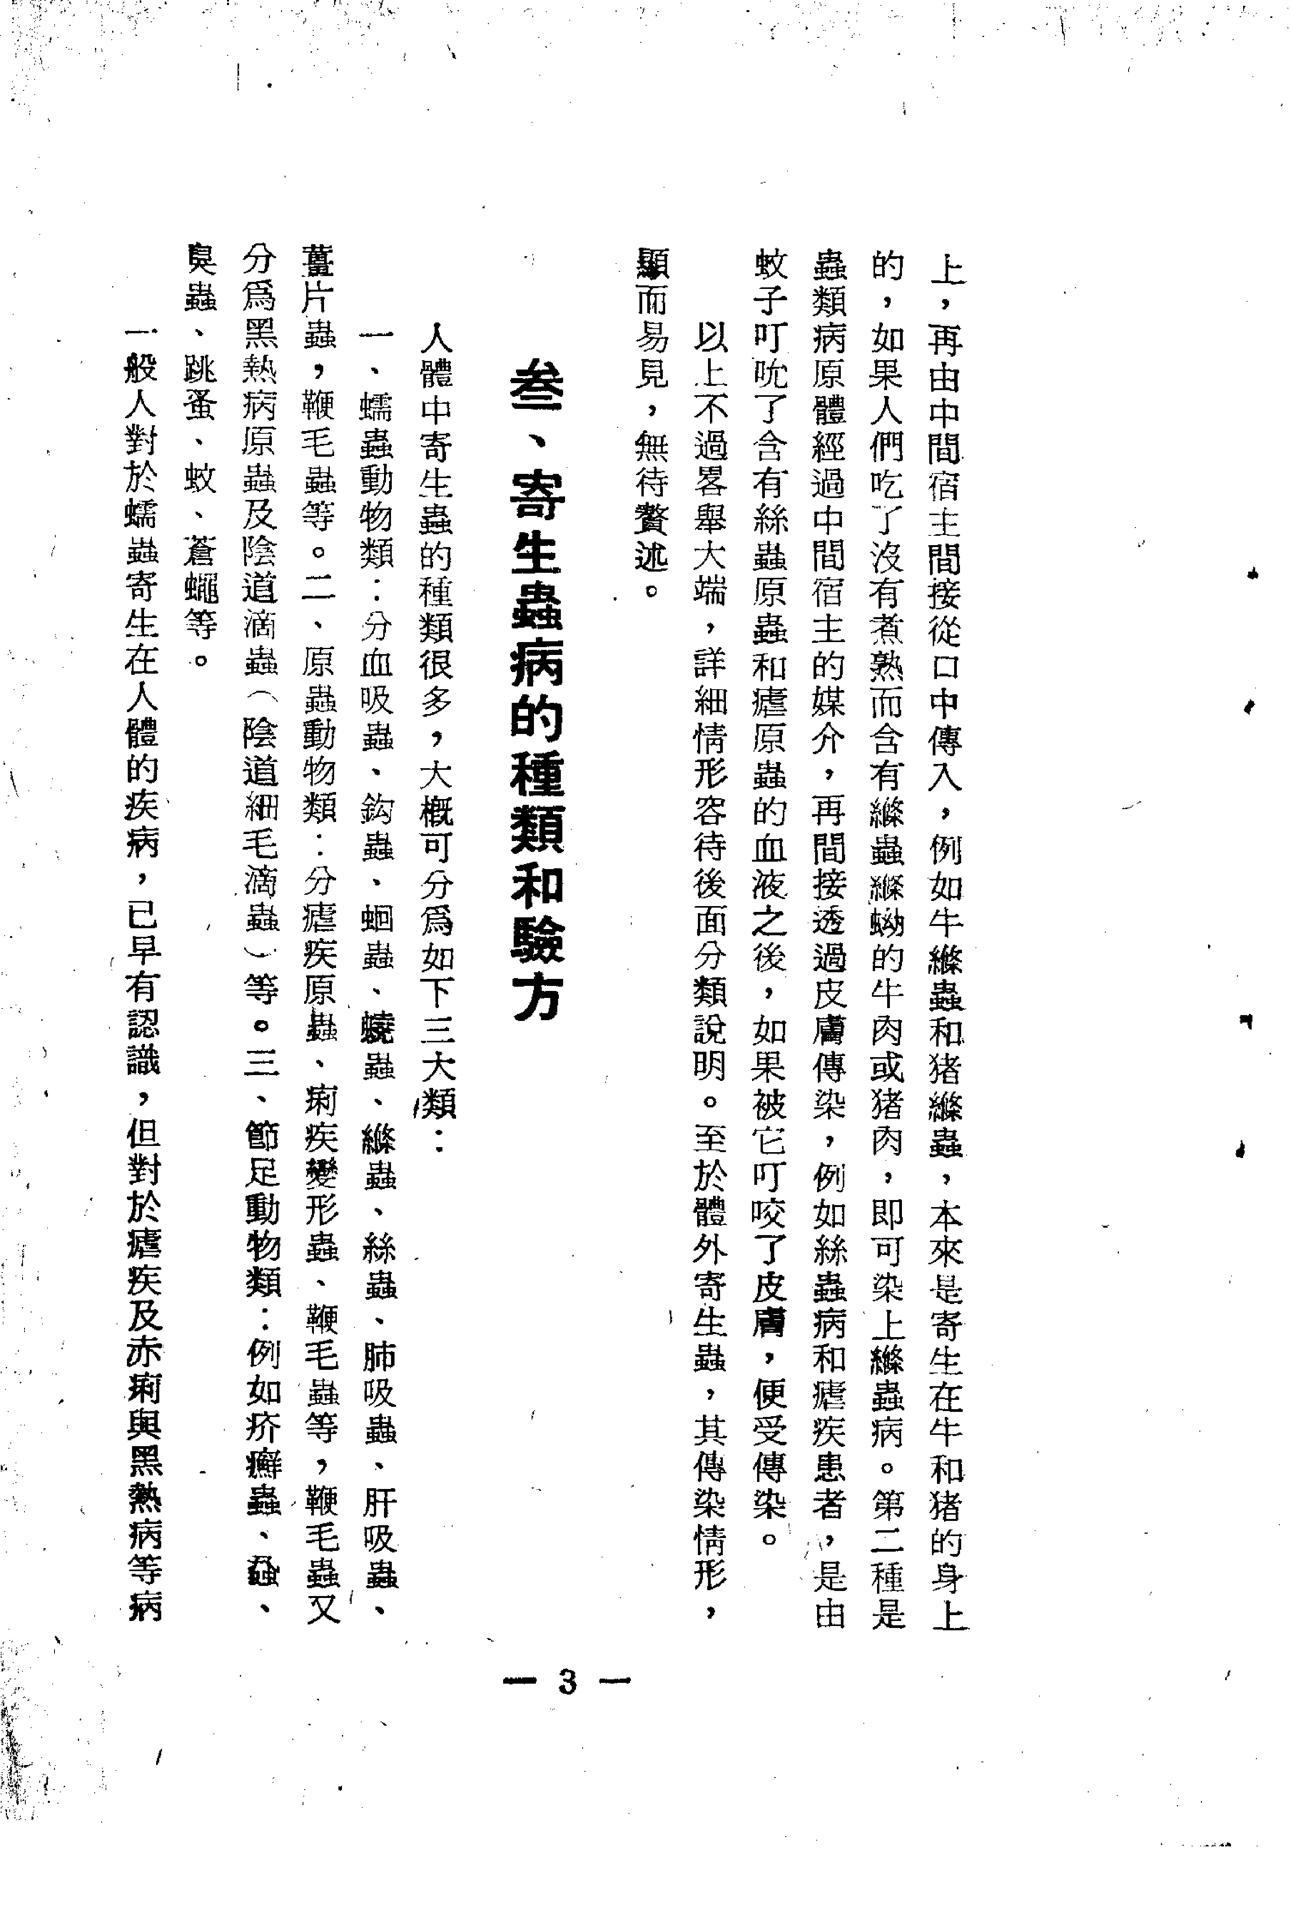 上，再由中間宿主間接從口中傳入，例如牛縧蟲和猪縧蟲，本來是寄生在牛和猪的身上
的，如果人們吃了沒有煮熟而含有縧蟲縧蚴的牛肉或猪肉，即可染上縧蟲病。第二種是
蟲類病原體經過中間宿主的媒介，再間接透過皮膚傳染，例如絲蟲病和瘧疾患者，是由
蚊子叮吮了含有絲蟲原蟲和瘧原蟲的血液之後，如果被它叮咬了皮膚，便受傳染。
以上不過畧舉大端，詳細情形容待後面分類說明。至於體外寄生蟲，其傳染情形，
顯而易見，無待贅述。
叁、寄生蟲病的種類和驗方
人體中寄生蟲的種類很多，大概可分爲如下三大類：
一、蠕蟲動物類：分血吸蟲、鈎蟲、蛔蟲、蟯蟲、縧蟲、絲蟲、肺吸蟲、肝吸蟲、
薑片蟲，鞭毛蟲等。二、原蟲動物類：分瘧疾原蟲、痢疾變形蟲、鞭毛蟲等，鞭毛蟲又
分爲黑熱病原蟲及陰道滴蟲（陰道細毛滴蟲）等。三、節足動物類：例如疥癬蟲、蝨、
臭蟲、跳蚤、蚊、蒼蠅等。
一般人對於蠕蟲寄生在人體的疾病，已早有認識，但對於瘧疾及赤痢與黑熱病等病
— 3 —